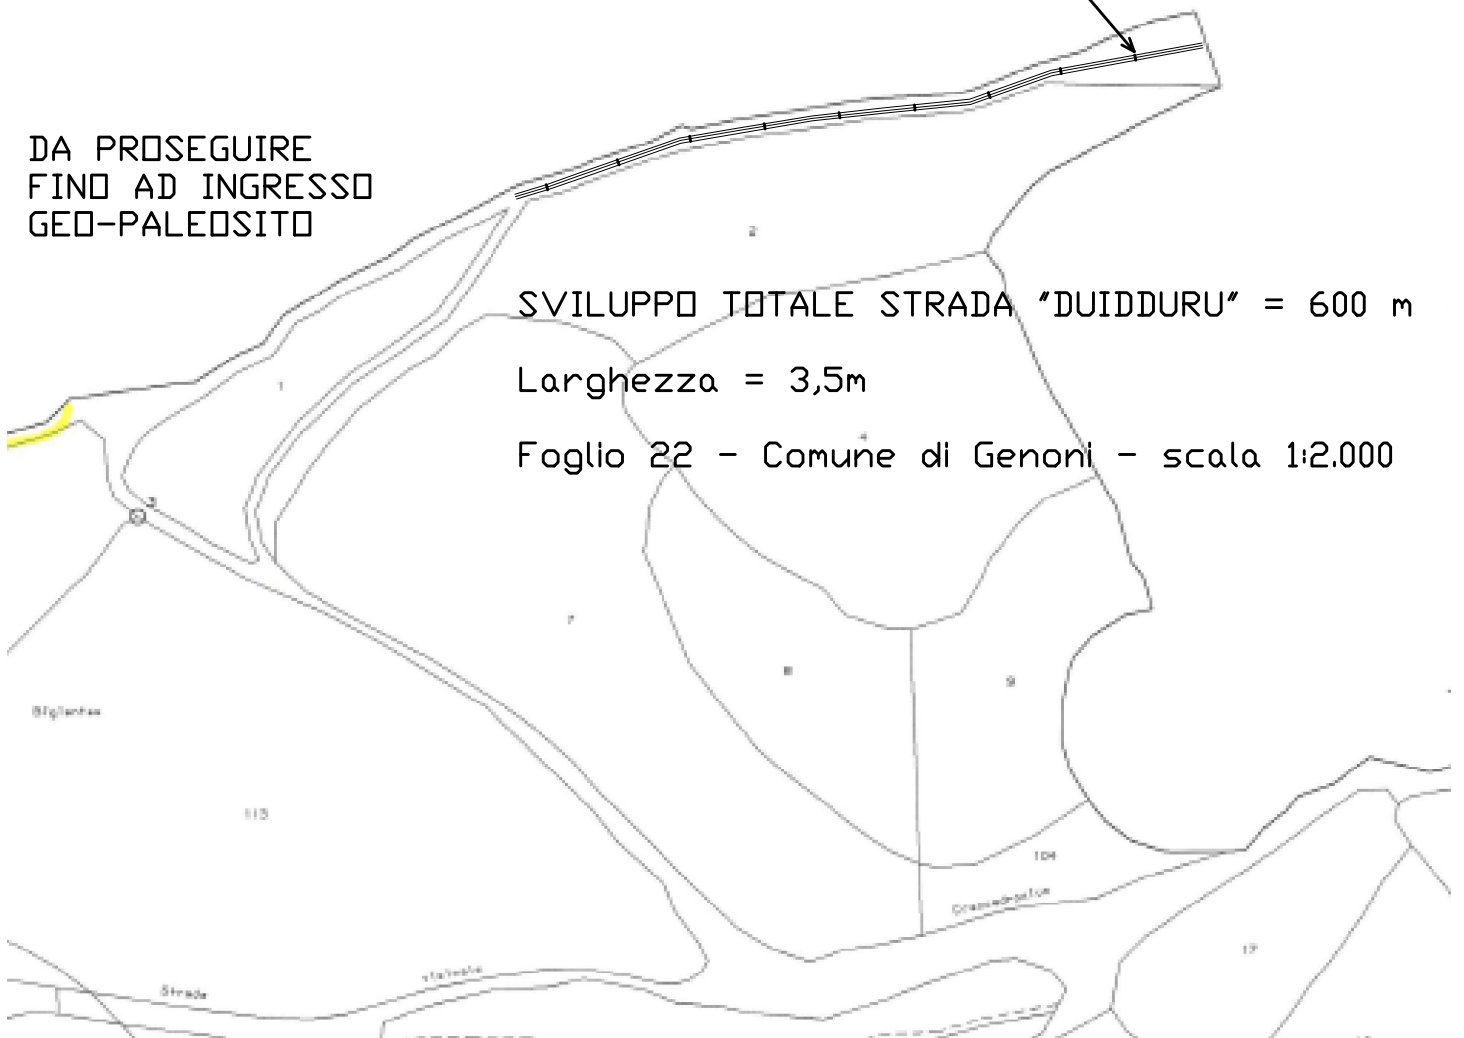 DA PROSEGUIRE
FINO AD INGRESSO
GEO-PALEOSITO
2
SVILUPPO TOTALE STRADA "DUIDDURU" = 600 m
1
Larghezza = 3,5m
4
Foglio 22 - Comune di Genoni - scala 1:2.000
3
7
8
9
113
104
17
Strada vicinale